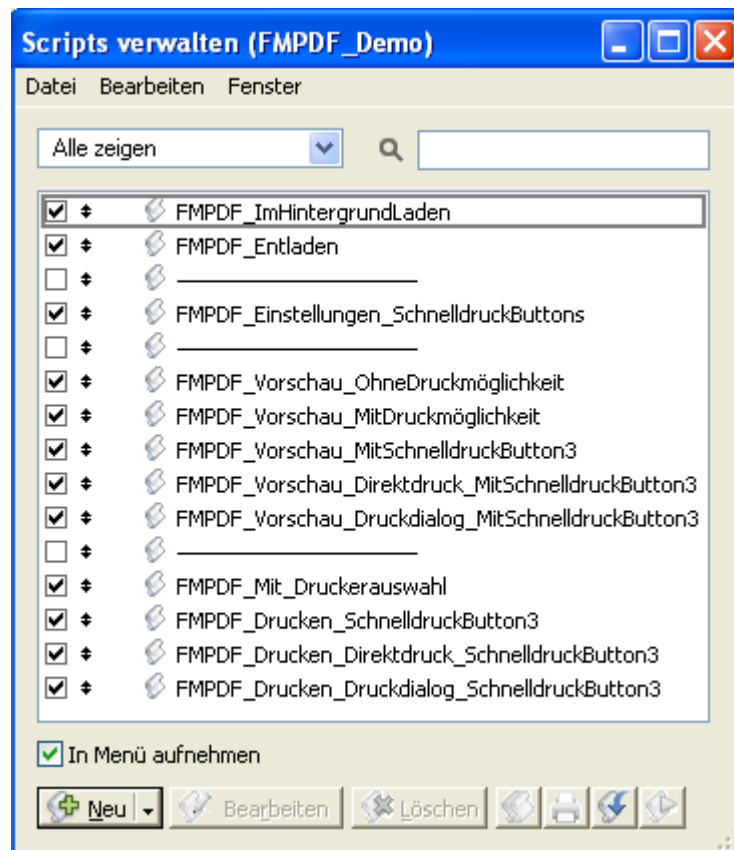 Scripts verwalten (FMPDF_Demo)
Datei Bearbeiten Fenster
Alle zeigen
FMPDF_ImHintergrundLaden
FMPDF_Entladen
FMPDF_Einstellungen_SchnelldruckButtons
FMPDF_Vorschau_OhneDruckmöglichkeit
FMPDF_Vorschau_MitDruckmöglichkeit
FMPDF_Vorschau_MitSchnelldruckButton3
FMPDF_Vorschau_Direktdruck_MitSchnelldruckButton3
FMPDF_Vorschau_Druckdialog_MitSchnelldruckButton3
FMPDF_Mit_Druckerauswahl
FMPDF_Drucken_SchnelldruckButton3
FMPDF_Drucken_Direktdruck_SchnelldruckButton3
FMPDF_Drucken_Druckdialog_SchnelldruckButton3
In Menü aufnehmen
Neu Bearbeiten Löschen